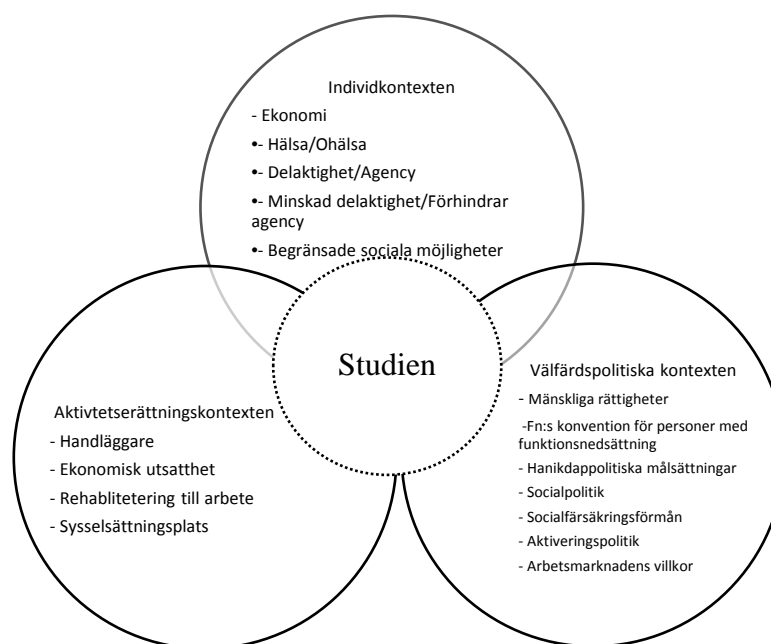 Individkontexten
- Ekonomi
•- Hälsa/Ohälsa
•- Delaktighet/Agency
•- Minskad delaktighet/Förhindrar
agency
•- Begränsade sociala möjligheter
Studien
Aktivtetserättningskontexten
- Handläggare
- Ekonomisk utsatthet
- Rehablitetering till arbete
- Sysselsättningsplats
Välfärdspolitiska kontexten
- Mänskliga rättigheter
-Fn:s konvention för personer med
funktionsnedsättning
- Hanikdappolitiska målsättningar
- Socialpolitik
- Socialfärsäkringsförmån
- Aktiveringspolitik
- Arbetsmarknadens villkor